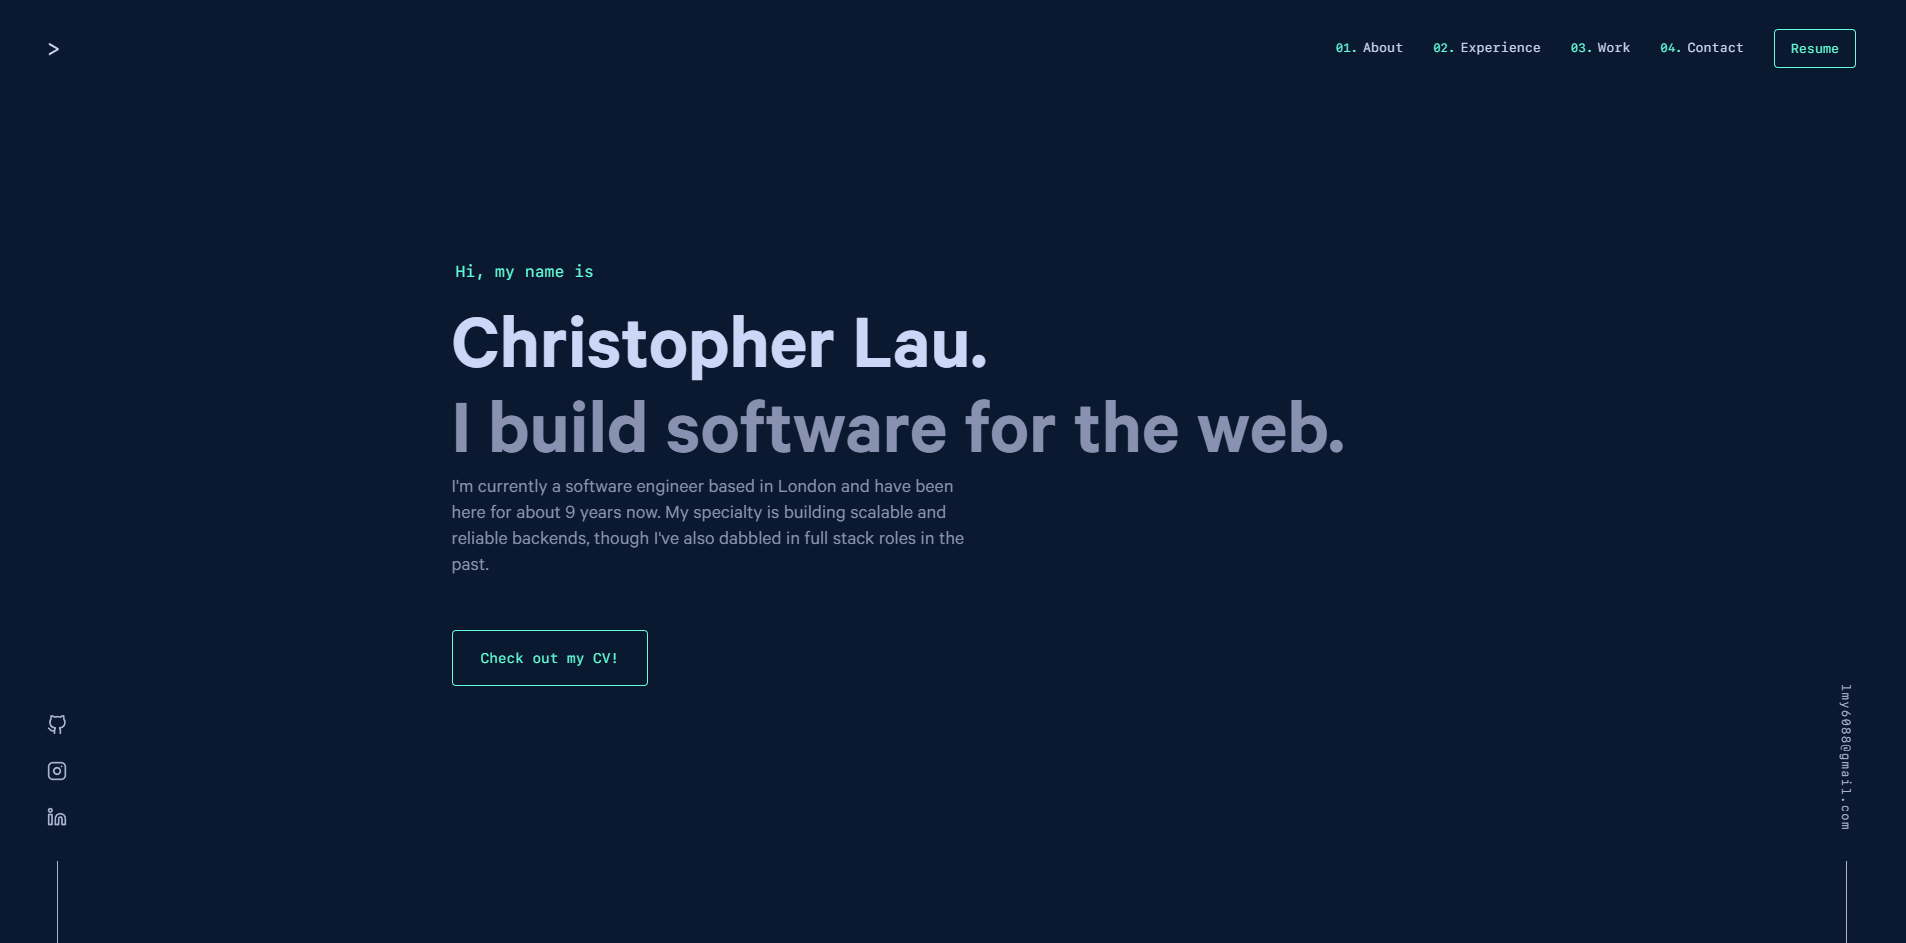 >
01. About 02. Experience 03. Work 04. Contact Resume
Hi, my name is
Christopher Lau.
I build software for the web.
I'm currently a software engineer based in London and have been
here for about 9 years now. My specialty is building scalable and
reliable backends, though I've also dabbled in full stack roles in the
past.
Check out my CV!
lmy6088@gmail.com